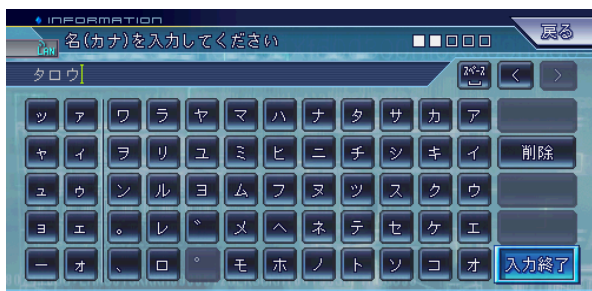 INFORMATION
LAN 名(カナ)を入力してください 戻る
タロウ スペース < >
ッ ァ ワ ラ ヤ マ ハ ナ タ サ カ ア
ャ ィ ヲ リ ユ ミ ヒ ニ チ シ キ イ 削除
ュ ゥ ン ル ヨ ム フ ヌ ツ ス ク ウ
ョ ェ 。 レ ゛ メ ヘ ネ テ セ ケ エ
ー ォ 、 ロ ゜ モ ホ ノ ト ソ コ オ 入力終了